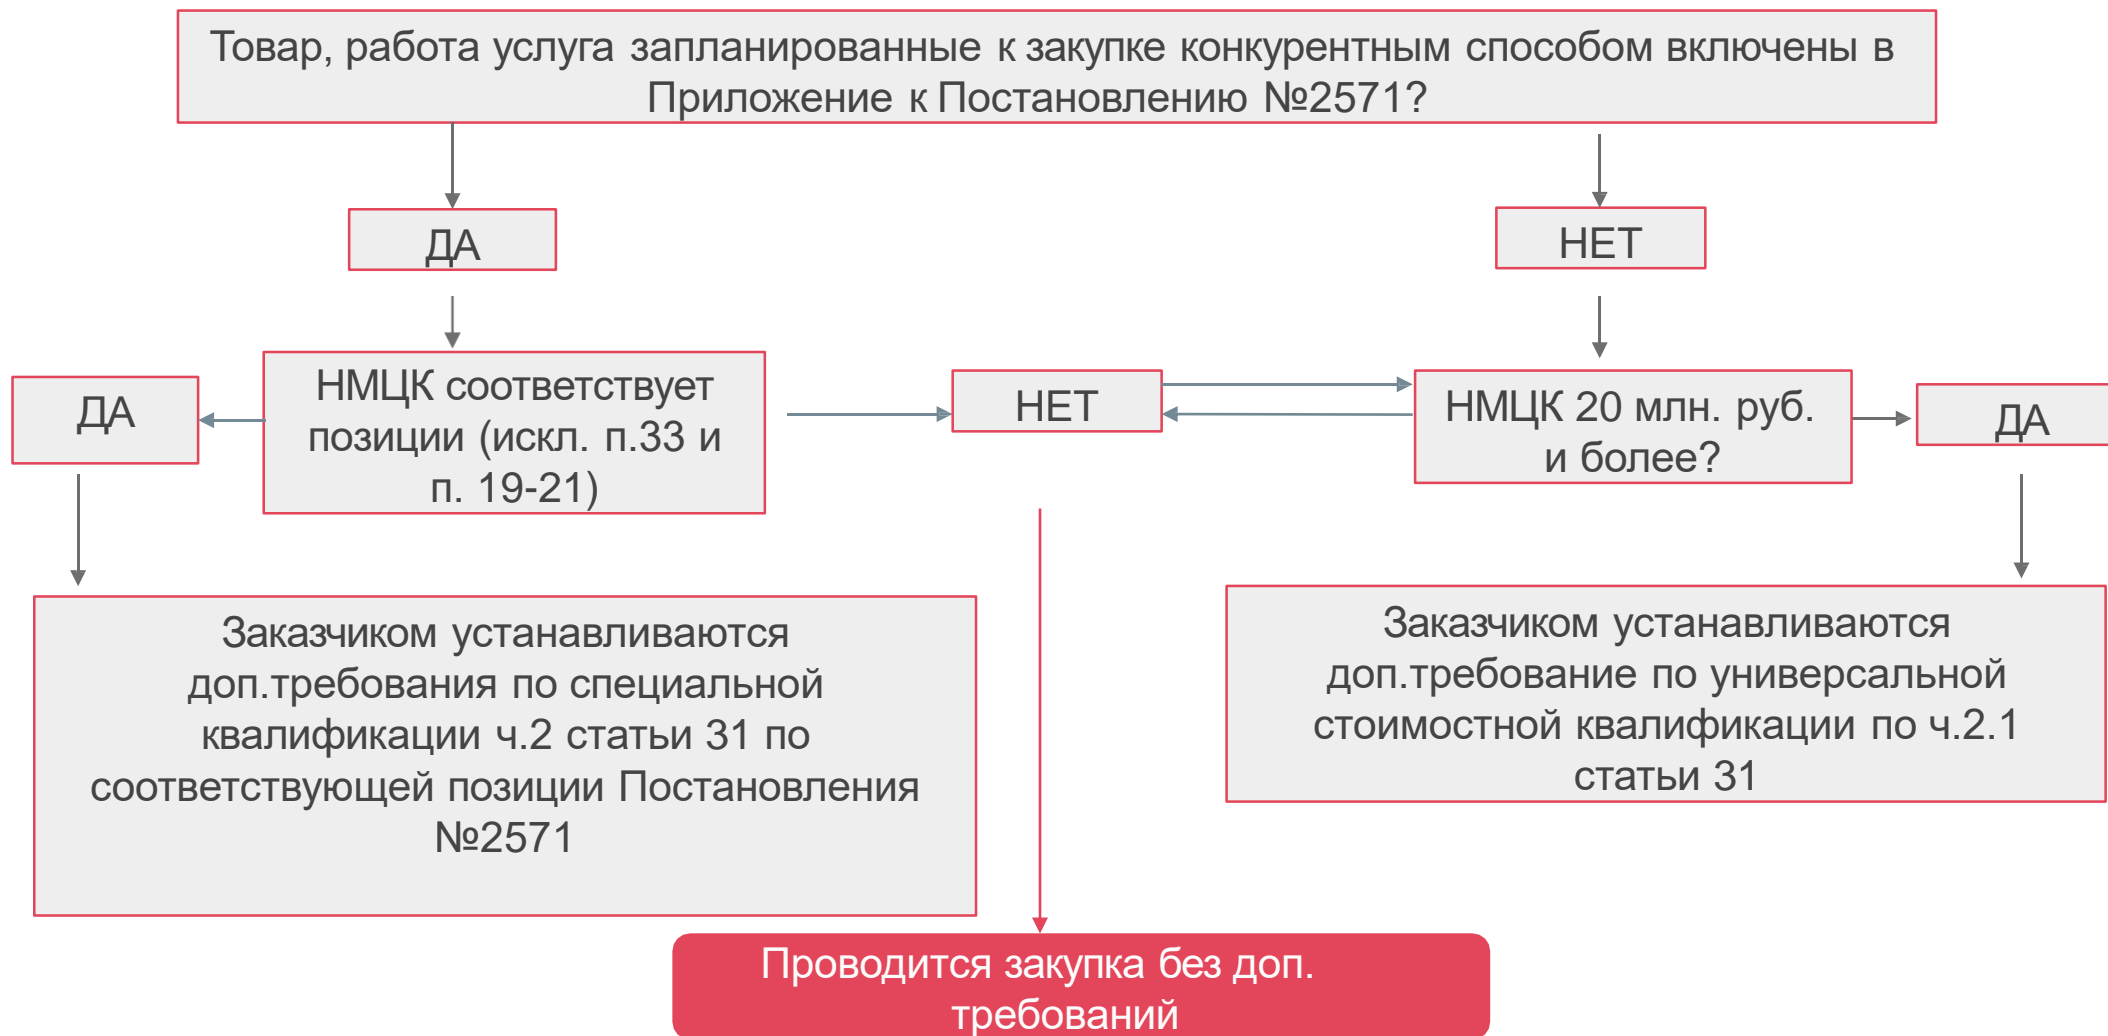 Товар, работа услуга запланированные к закупке конкурентным способом включены в
Приложение к Постановлению №2571?
ДА
НЕТ
ДА
НМЦК соответствует
позиции (искл. п.33 и
п. 19-21)
НЕТ
НМЦК 20 млн. руб.
и более?
ДА
Заказчиком устанавливаются
доп.требования по специальной
квалификации ч.2 статьи 31 по
соответствующей позиции Постановления
№2571
Заказчиком устанавливаются
доп.требование по универсальной
стоимостной квалификации по ч.2.1
статьи 31
Проводится закупка без доп.
требований